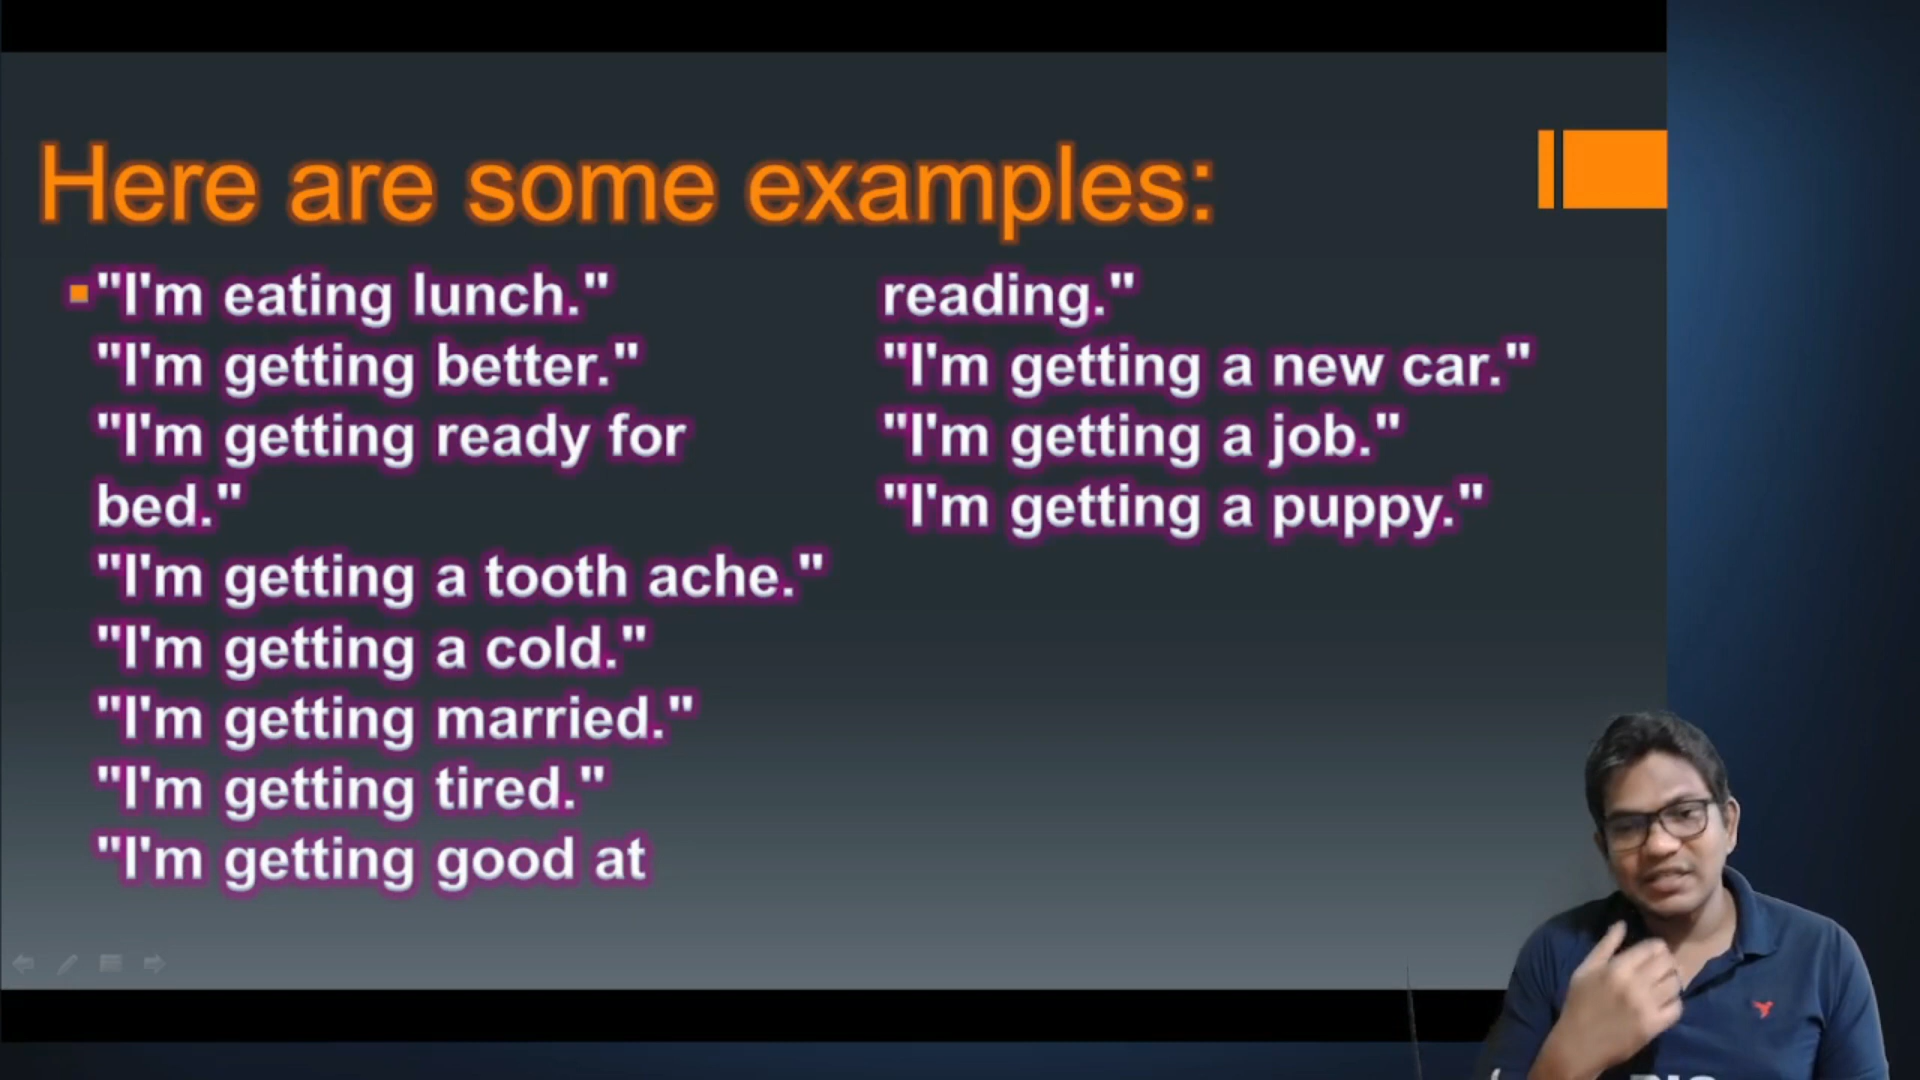 Here are some examples:
"I'm eating lunch."
"I'm getting better."
"I'm getting ready for
bed."
"I'm getting a tooth ache."
"I'm getting a cold."
"I'm getting married."
"I'm getting tired."
"I'm getting good at
reading."
"I'm getting a new car."
"I'm getting a job."
"I'm getting a puppy."